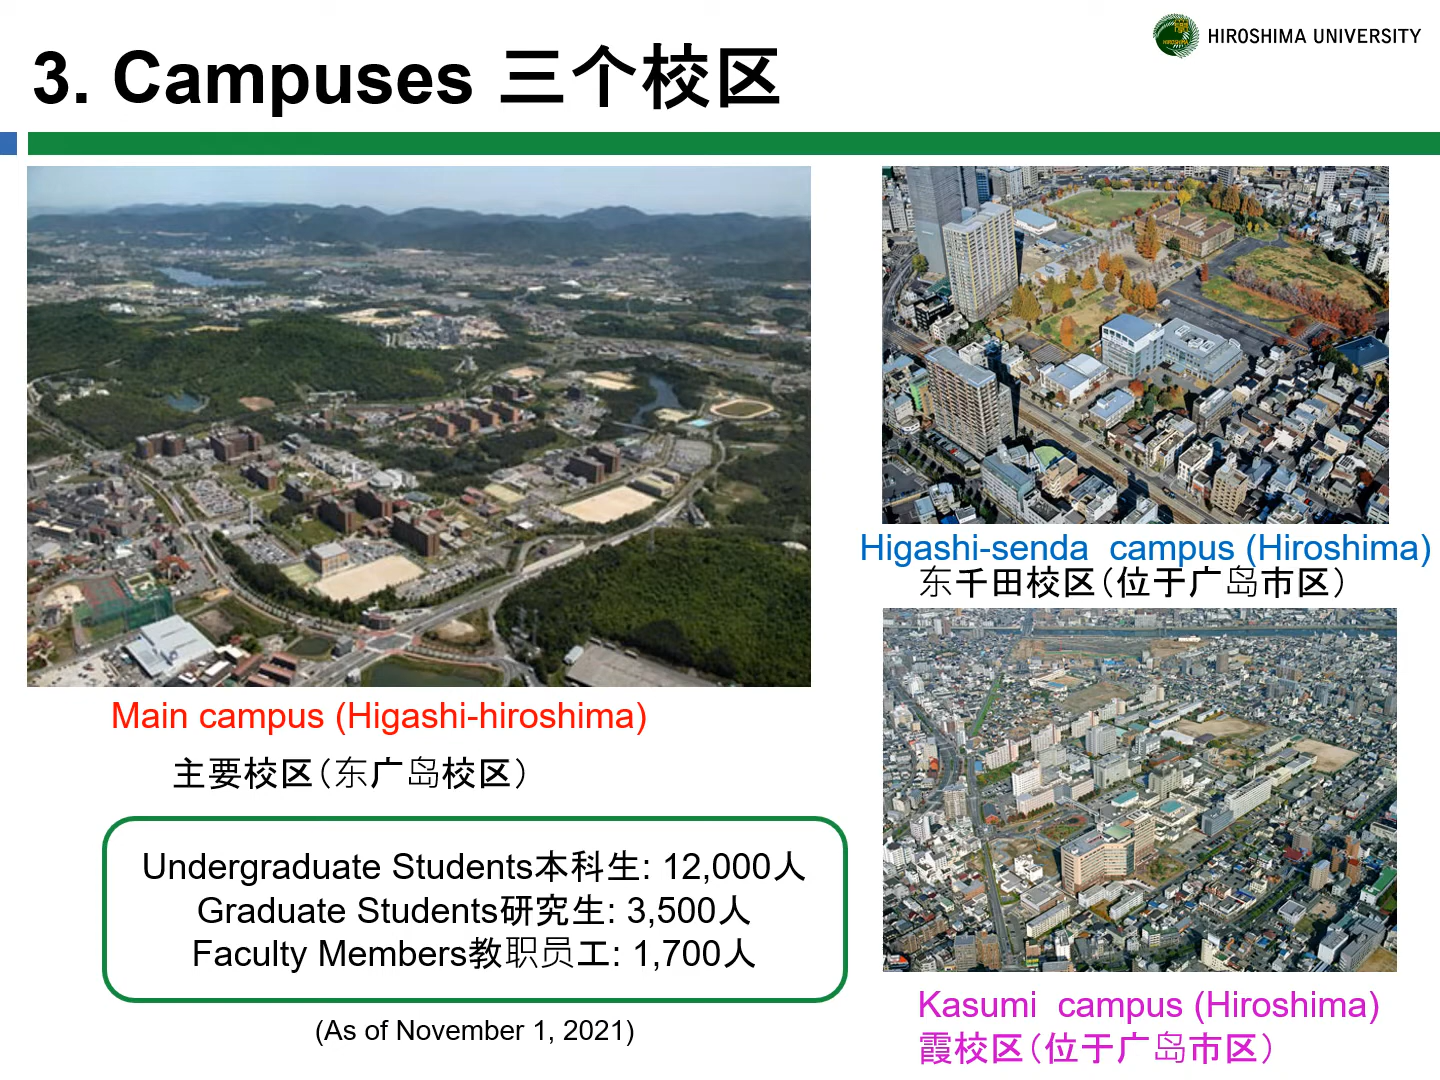 HIROSHIMA UNIVERSITY
3. Campuses 三个校区
Main campus (Higashi-hiroshima)
主要校区（东广岛校区）
Undergraduate Students本科生: 12,000人
Graduate Students研究生: 3,500人
Faculty Members教职员工: 1,700人
(As of November 1, 2021)
Higashi-senda campus (Hiroshima)
东千田校区（位于广岛市区）
Kasumi campus (Hiroshima)
霞校区（位于广岛市区）